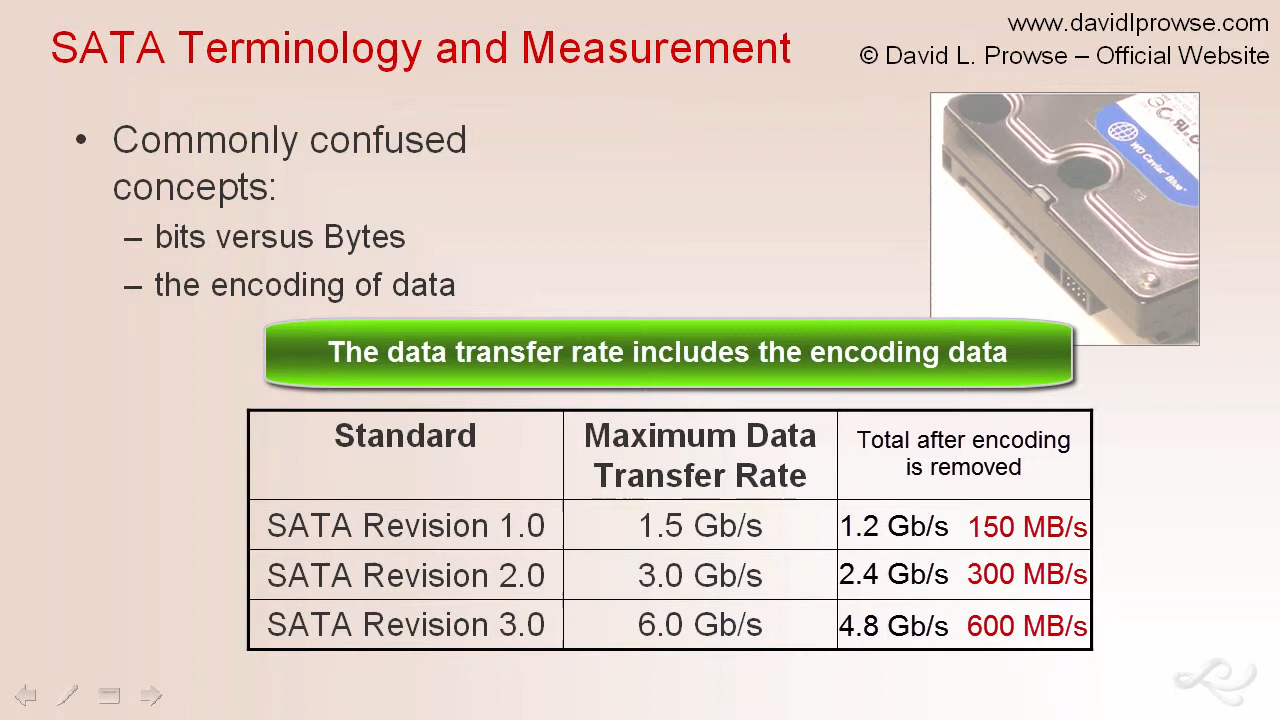 SATA Terminology and Measurement
www.davidlprowse.com
© David L. Prowse – Official Website
• Commonly confused
concepts:
– bits versus Bytes
– the encoding of data
WD Caviar Blue
The data transfer rate includes the encoding data
Standard
Maximum Data
Transfer Rate
Total after encoding
is removed
SATA Revision 1.0 1.5 Gb/s 1.2 Gb/s 150 MB/s
SATA Revision 2.0 3.0 Gb/s 2.4 Gb/s 300 MB/s
SATA Revision 3.0 6.0 Gb/s 4.8 Gb/s 600 MB/s